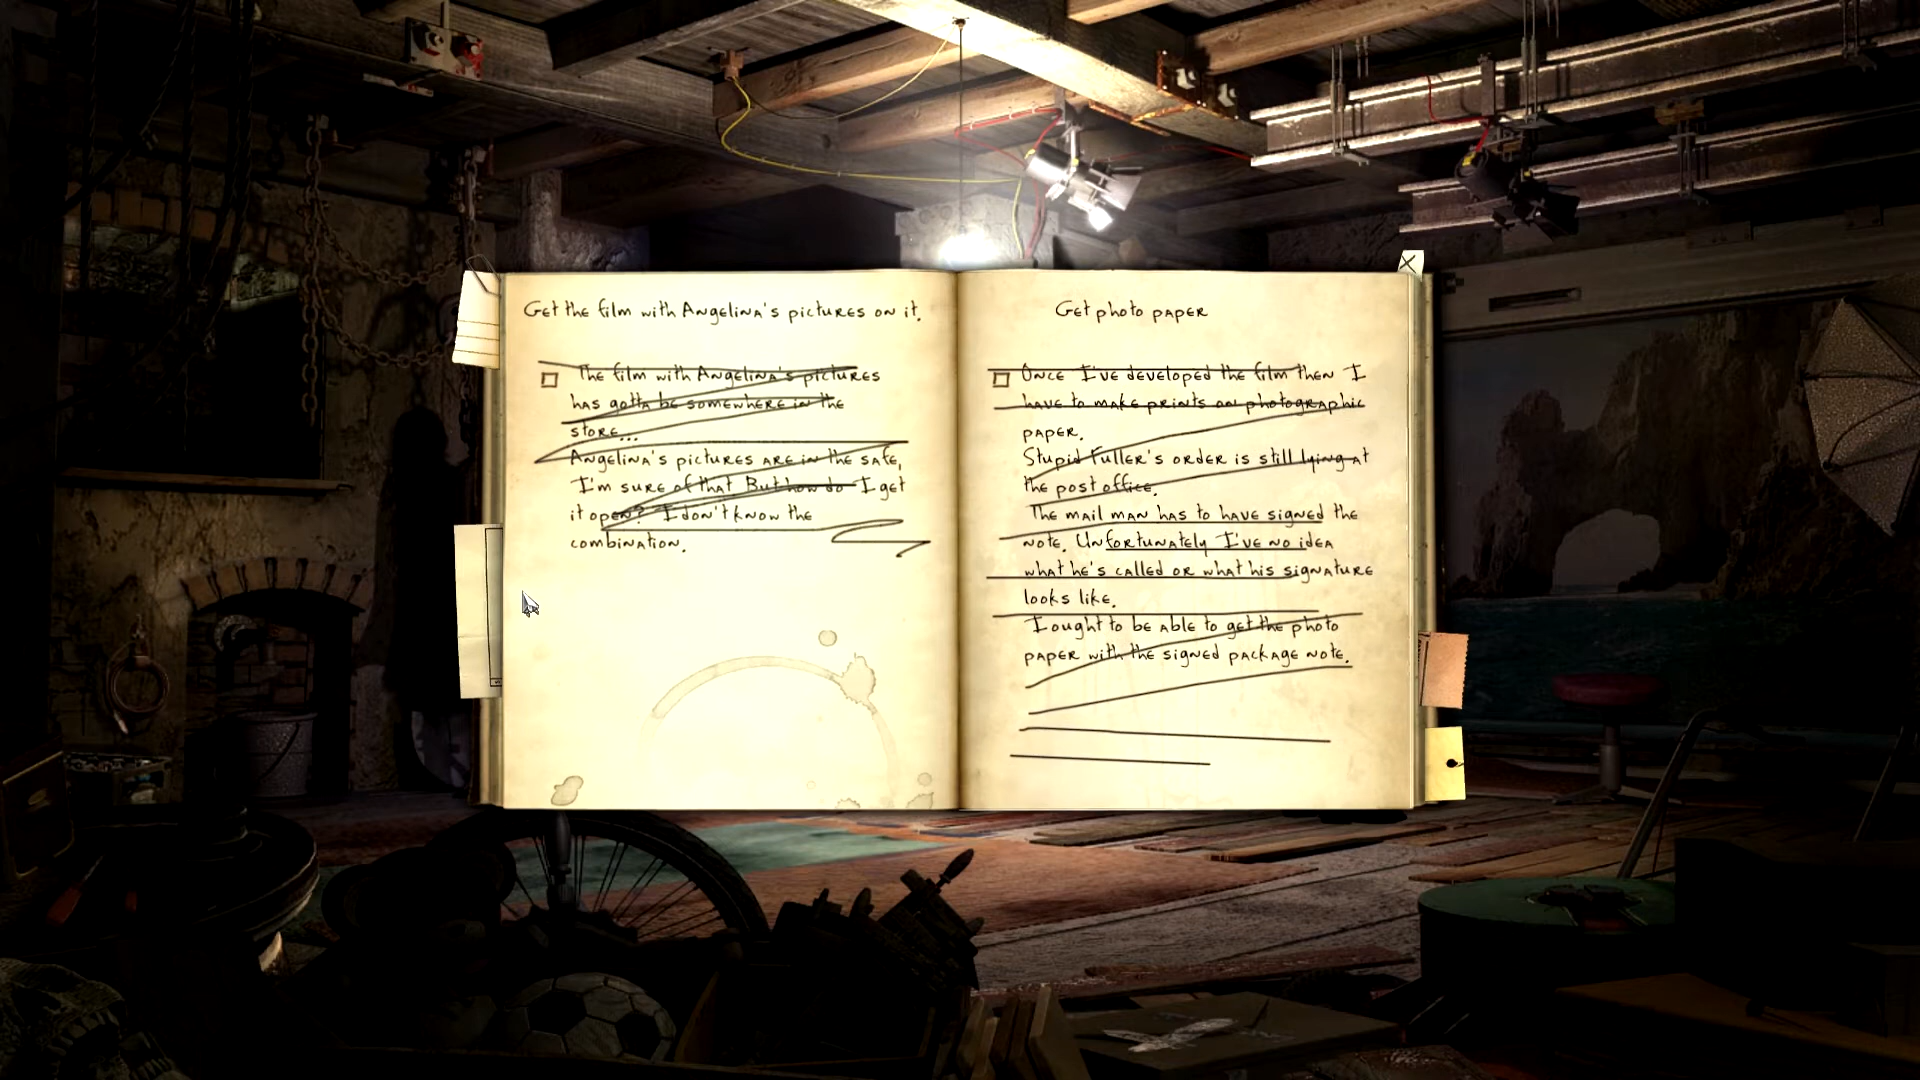 Get the film with Angelina's pictures on it.
The film with Angelina's pictures
has gotta be somewhere in the
store...
Angelina's pictures are in the safe,
I'm sure of that. But how do I get
it open? I don't know the
combination.
Get photo paper
Once I've developed the film then I
have to make prints on photographic
paper.
Stupid Fuller's order is still lying at
the post office.
The mail man has to have signed the
note. Unfortunately I've no idea
what he's called or what his signature
looks like.
I ought to be able to get the photo
paper with the signed package note.